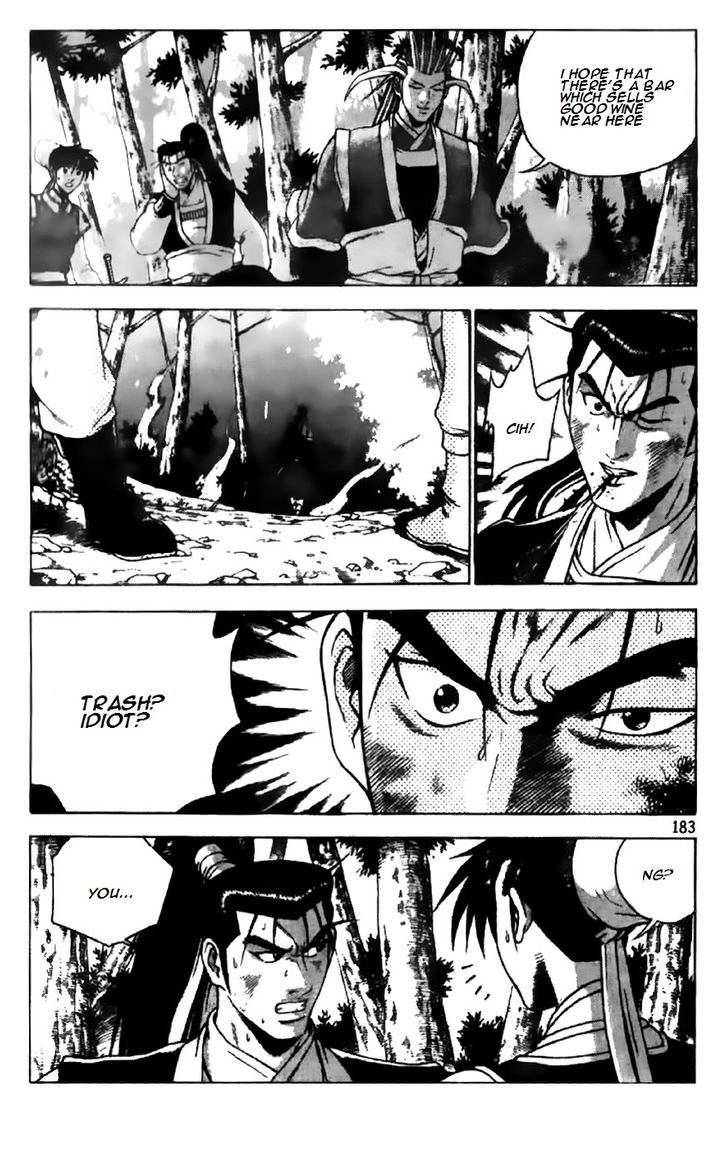 I HOPE THAT
THERE'S A BAR
WHICH SELLS
GOOD WINE
NEAR HERE
CIH!
TRASH?
IDIOT?
183
YOU...
NG?